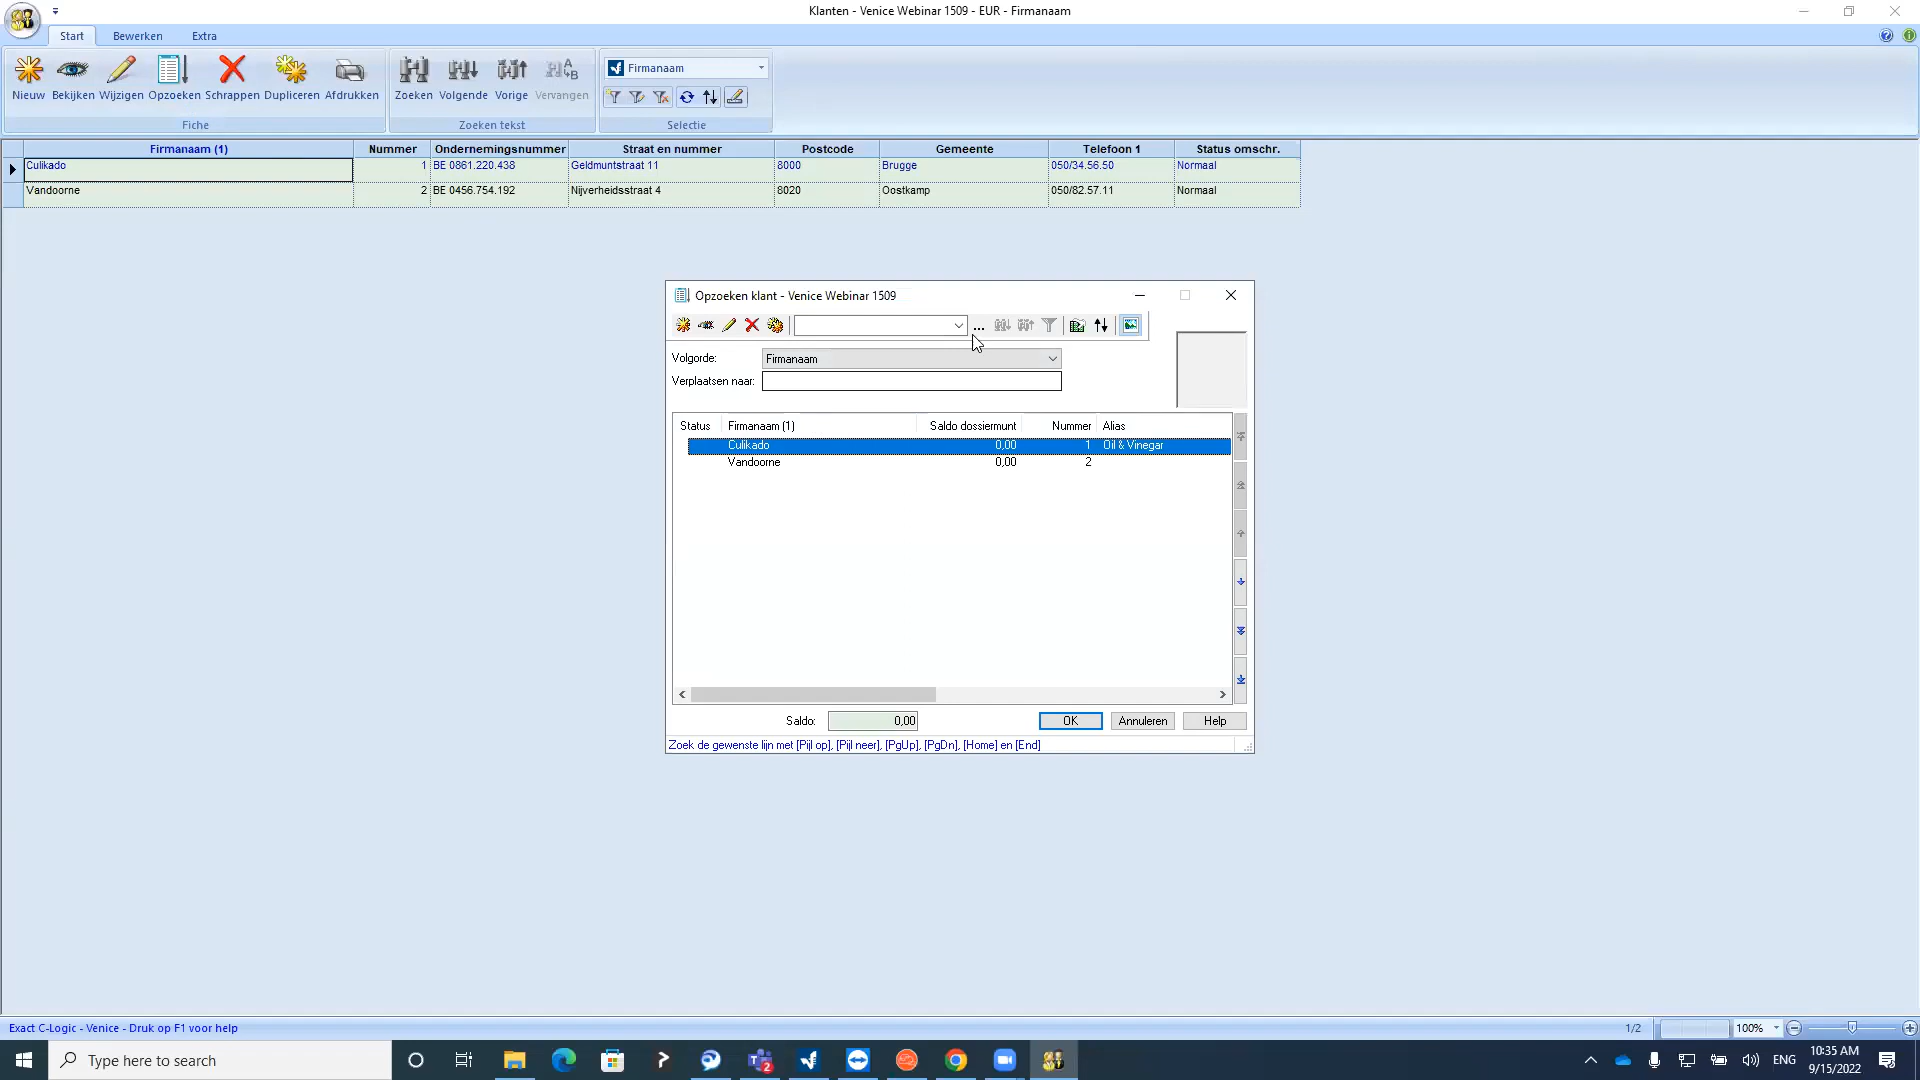 Klanten - Venice Webinar 1509 - EUR - Firmanaam
Start Bewerken Extra
Nieuw Bekijken Wijzigen Opzoeken Schrappen Dupliceren Afdrukken Zoeken Volgende Vorige Vervangen
Firmanaam
Fiche Zoeken tekst Selectie
Firmanaam (1) Nummer Ondernemingsnummer Straat en nummer Postcode Gemeente Telefoon 1 Status omschr.
Culikado 1 BE 0861.220.438 Geldmuntstraat 11 8000 Brugge 050/34.56.50 Normaal
Vandoorne 2 BE 0456.754.192 Nijverheidsstraat 4 8020 Oostkamp 050/82.57.11 Normaal
Opzoeken klant - Venice Webinar 1509
Volgorde: Firmanaam
Verplaatsen naar:
Status Firmanaam (1) Saldo dossiermunt Nummer Alias
Culikado 0,00 1 Oil & Vinegar
Vandoorne 0,00 2
Saldo: 0,00 OK Annuleren Help
Zoek de gewenste lijn met [Pijl op], [Pijl neer], [PgUp], [PgDn], [Home] en [End]
Exact C-Logic - Venice - Druk op F1 voor help 1/2 100%
Type here to search 2 ENG 10:35 AM
9/15/2022